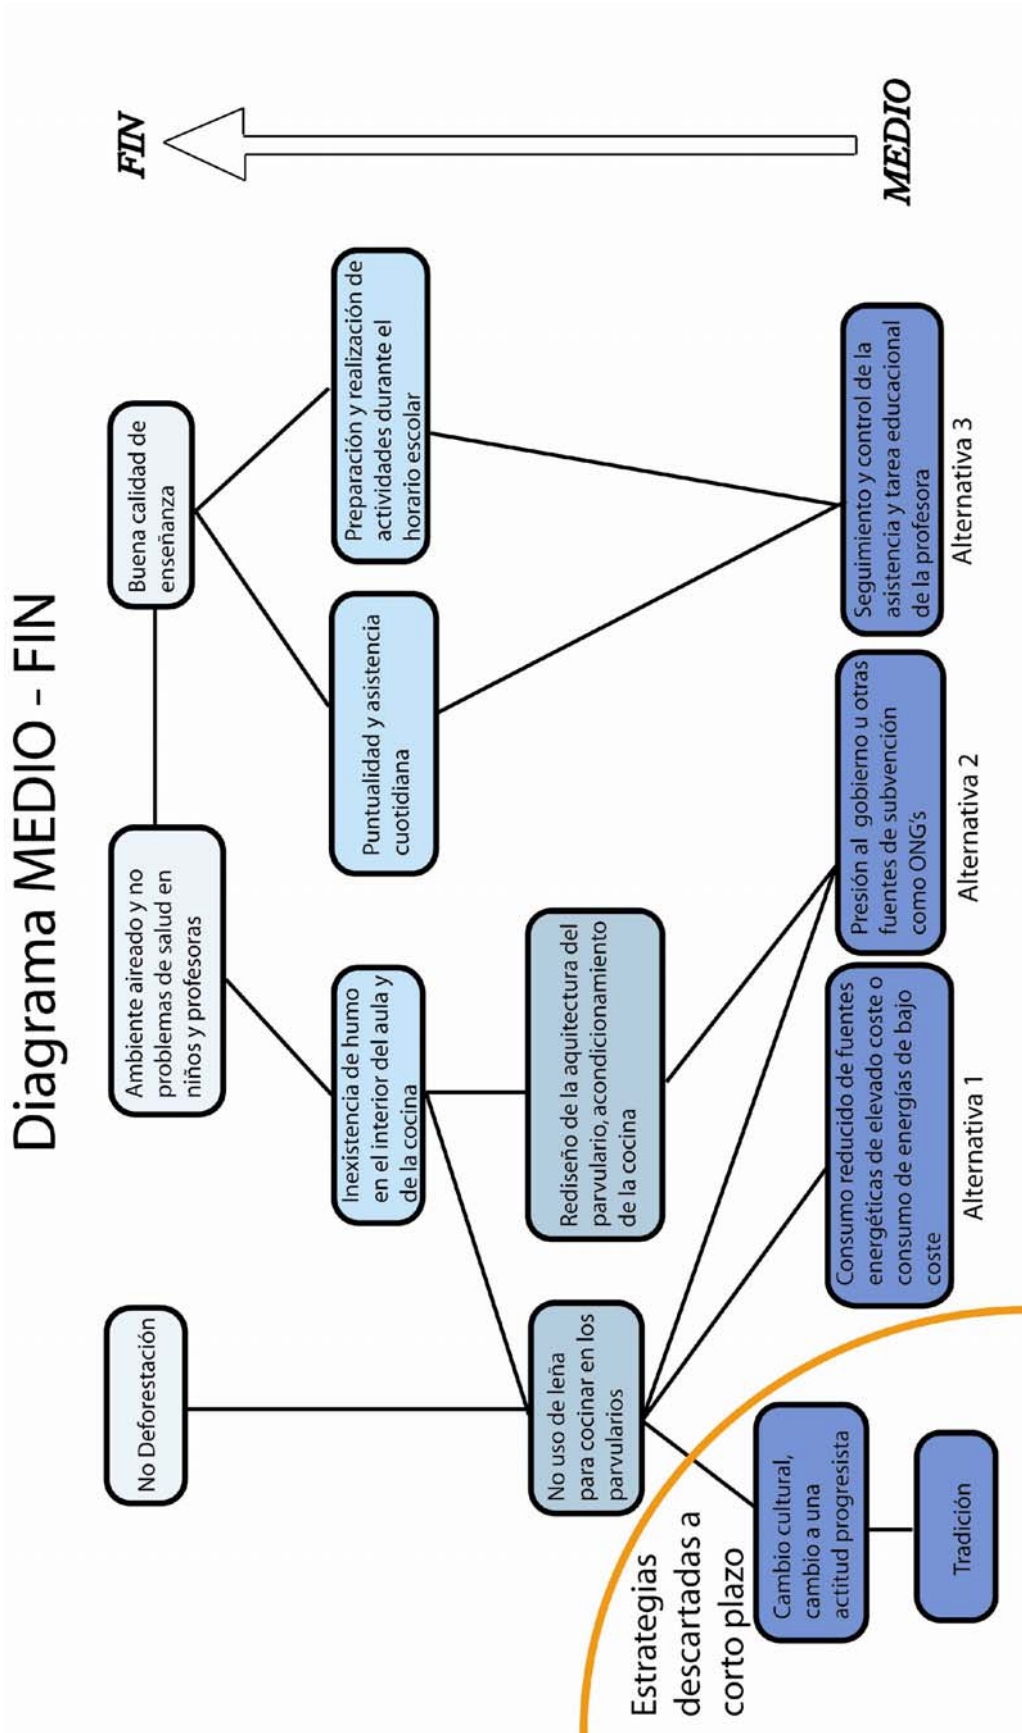 Diagrama MEDIO - FIN
No Deforestación
Ambiente aireado y no
problemas de salud en
niños y profesoras
Buena calidad de
enseñanza
FIN
Inexistencia de humo
en el interior del aula y
de la cocina
Puntualidad y asistencia
cuotidiana
Preparación y realización de
actividades durante el
horario escolar
No uso de leña
para cocinar en los
parvularios
Rediseño de la aquitectura del
parvulario, acondicionamiento
de la cocina
Estrategias
descartadas a
corto plazo
Cambio cultural,
cambio a una
actitud progresista
Tradición
Consumo reducido de fuentes
energéticas de elevado coste o
consumo de energías de bajo
coste
Alternativa 1
Presión al gobierno u otras
fuentes de subvención
como ONG's
Alternativa 2
Seguimiento y control de la
asistencia y tarea educacional
de la profesora
Alternativa 3
MEDIO